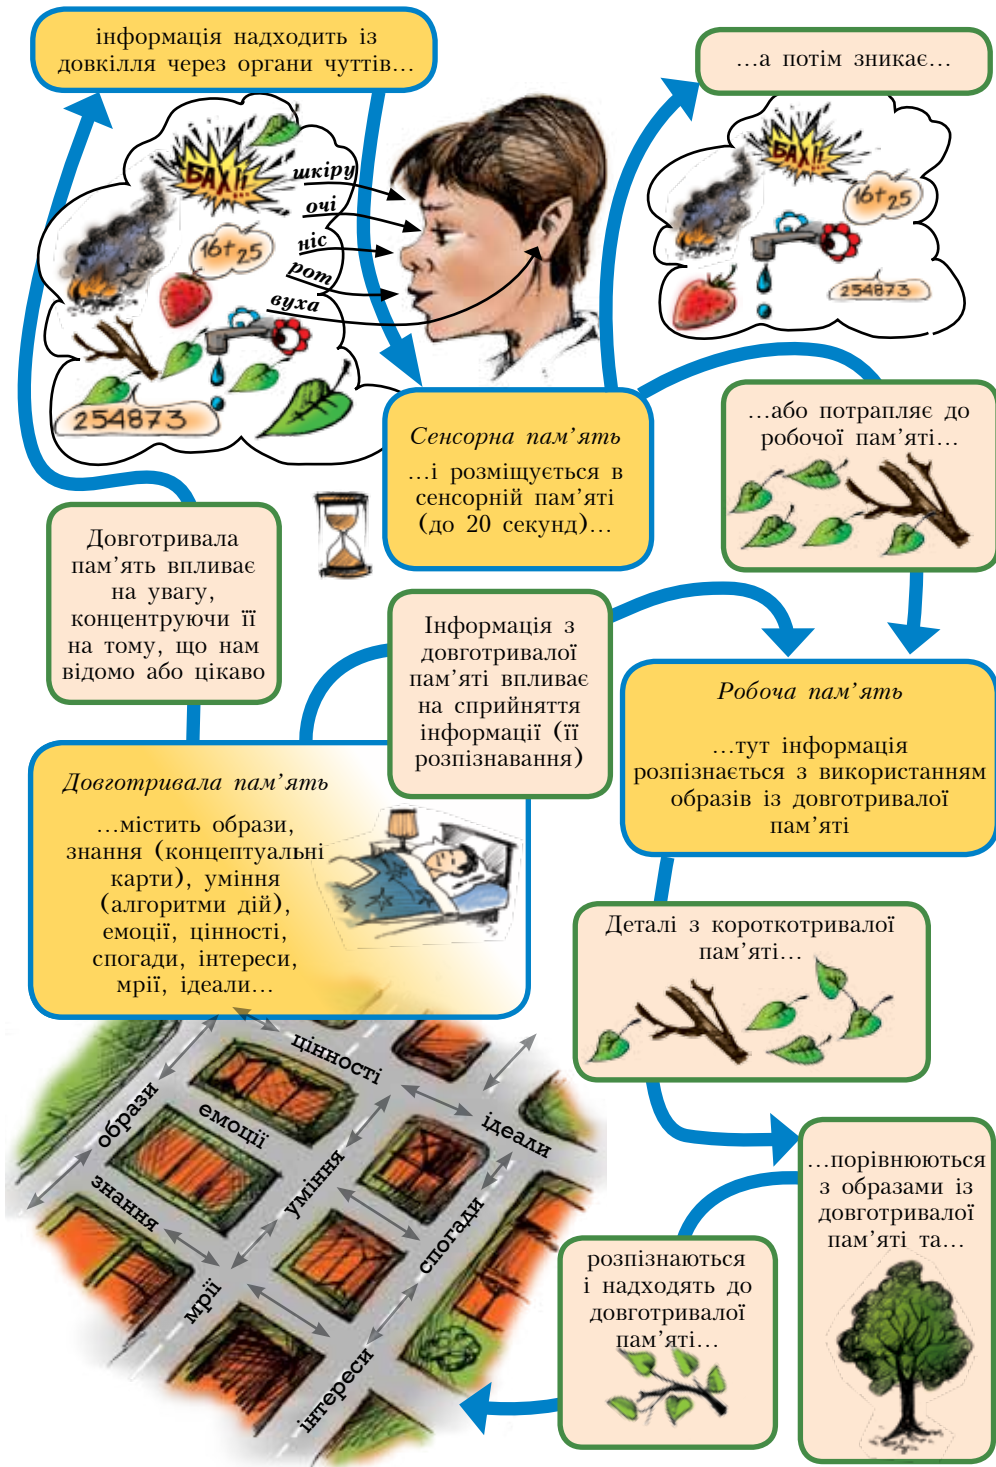 інформація надходить із
довкілля через органи чуттів...
...а потім зникає...
БАХ!!
шкіру
очі
ніс
рот
вуха
16+25
254873
БАХ!!
16+25
254873
Сенсорна пам’ять
...і розміщується в
сенсорній пам’яті
(до 20 секунд)...
...або потрапляє до
робочої пам’яті...
Довготривала
пам’ять впливає
на увагу,
концентруючи її
на тому, що нам
відомо або цікаво
Інформація з
довготривалої
пам’яті впливає
на сприйняття
інформації (її
розпізнавання)
Робоча пам’ять
...тут інформація
розпізнається з використанням
образів із довготривалої
пам’яті
Довготривала пам’ять
...містить образи,
знання (концептуальні
карти), уміння
(алгоритми дій),
емоції, цінності,
спогади, інтереси,
мрії, ідеали...
Деталі з короткотривалої
пам’яті...
...порівнюються
з образами із
довготривалої
пам’яті та...
розпізнаються
і надходять до
довготривалої
пам’яті...
цінності
образи
емоції
ідеали
знання
уміння
спогади
мрії
інтереси